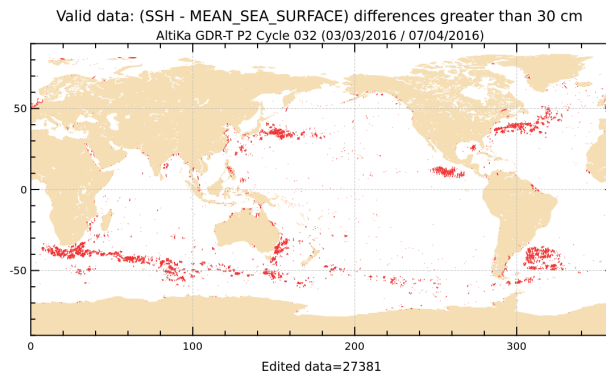 Valid data: (SSH - MEAN_SEA_SURFACE) differences greater than 30 cm
AltiKa GDR-T P2 Cycle 032 (03/03/2016 / 07/04/2016)
50
0
-50
0 100 200 300
Edited data=27381